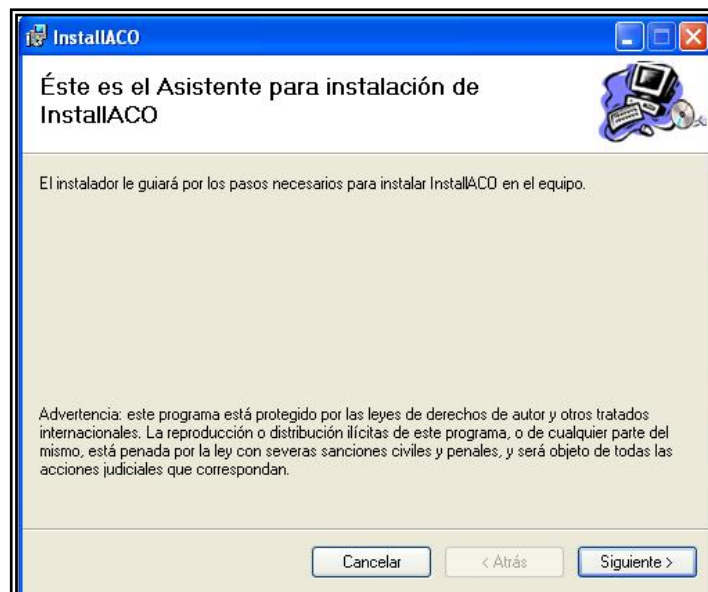 InstallACO
Éste es el Asistente para instalación de
InstallACO
El instalador le guiará por los pasos necesarios para instalar InstallACO en el equipo.
Advertencia: este programa está protegido por las leyes de derechos de autor y otros tratados
internacionales. La reproducción o distribución ilícitas de este programa, o de cualquier parte del
mismo, está penada por la ley con severas sanciones civiles y penales, y será objeto de todas las
acciones judiciales que correspondan.
Cancelar < Atrás Siguiente >